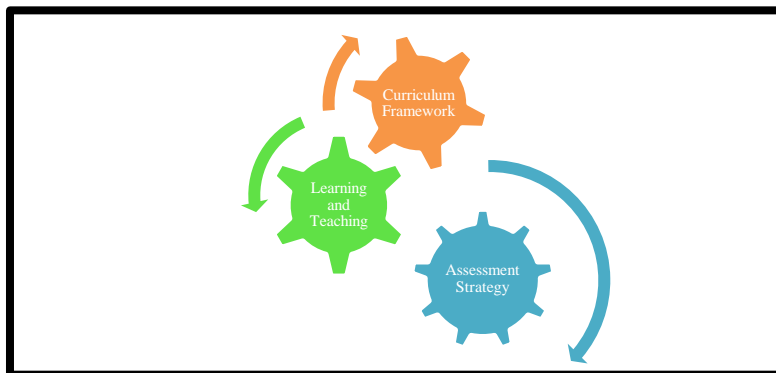 Curriculum
Framework
Learning
and
Teaching
Assessment
Strategy